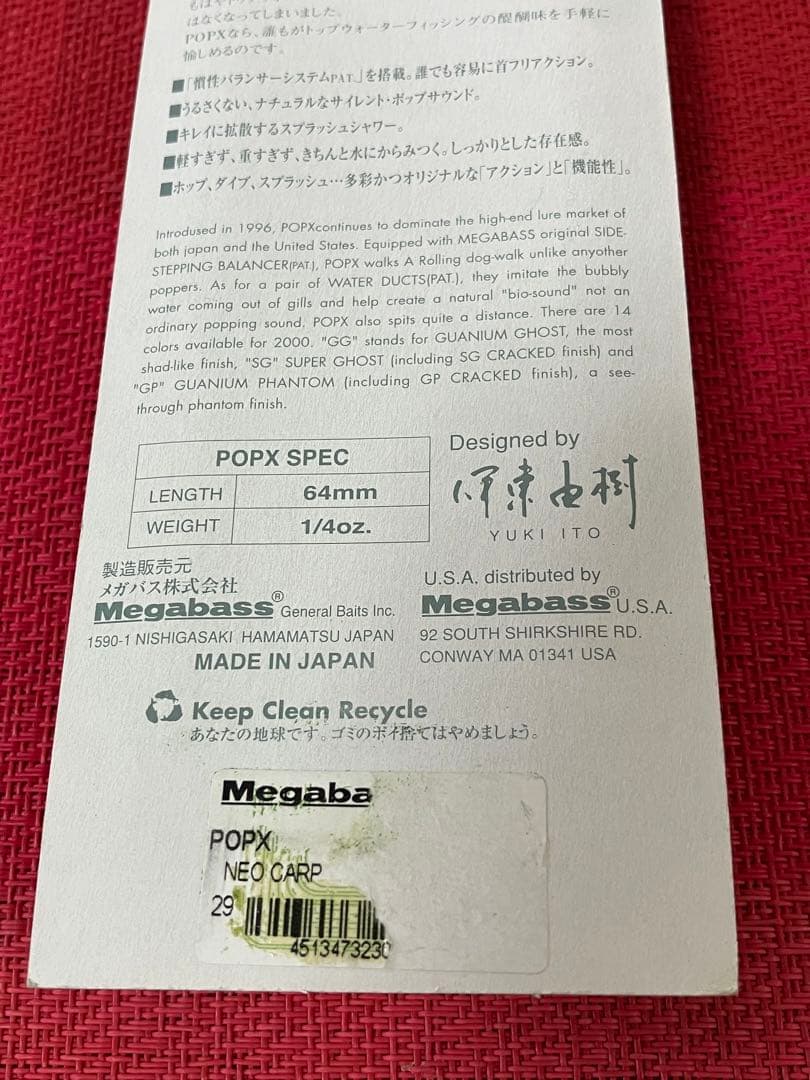 はなくなってしまいました。
POPXなら、誰もがトップウォーターフィッシングの醍醐味を手軽に
愉しめるのです。
■「慣性バランサーシステムPAT.」を搭載。誰でも容易に首フリアクション。
■うるさくない、ナチュラルなサイレント・ポップサウンド。
■キレイに拡散するスプラッシュシャワー。
■軽すぎず、重すぎず、きちんと水にからみつく。しっかりとした存在感。
■ホップ、ダイブ、スプラッシュ…多彩かつオリジナルな「アクション」と「機能性」。
Introdused in 1996, POPXcontinues to dominate the high-end lure market of
both japan and the United States. Equipped with MEGABASS original SIDE-
STEPPING BALANCER(PAT.), POPX walks A Rolling dog-walk unlike anyother
poppers. As for a pair of WATER DUCTS(PAT.), they imitate the bubbly
water coming out of gills and help create a natural "bio-sound" not an
ordinary popping sound. POPX also spits quite a distance. There are 14
colors available for 2000. "GG" stands for GUANIUM GHOST, the most
shad-like finish, "SG" SUPER GHOST (including SG CRACKED finish) and
"GP" GUANIUM PHANTOM (including GP CRACKED finish), a see-
through phantom finish.
POPX SPEC
LENGTH 64mm
WEIGHT 1/4oz.
Designed by
伊東由樹
YUKI ITO
製造販売元
メガバス株式会社
Megabass® General Baits Inc.
1590-1 NISHIGASAKI HAMAMATSU JAPAN
MADE IN JAPAN
U.S.A. distributed by
Megabass® U.S.A.
92 SOUTH SHIRKSHIRE RD.
CONWAY MA 01341 USA
Keep Clean Recycle
あなたの地球です。ゴミのポイ捨てはやめましょう。
Megaba
POPX
NEO CARP
29
4513473230